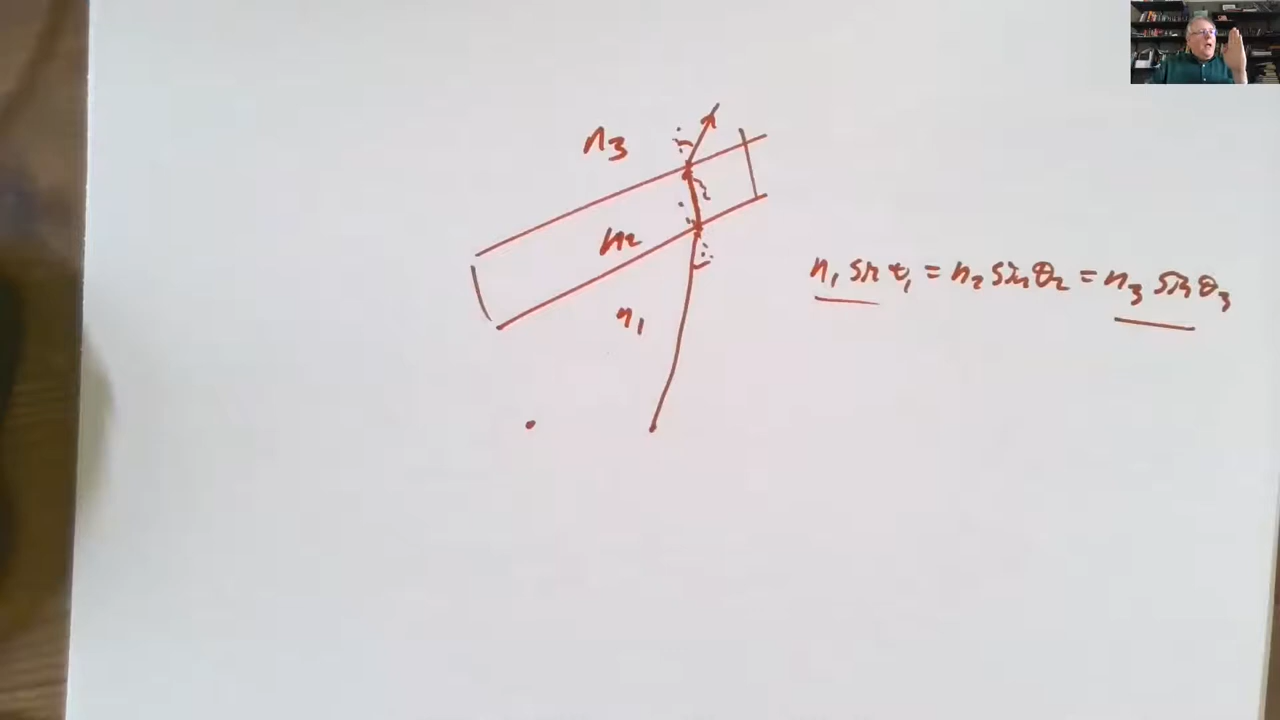 n₃
n₂
n₁
n₁ sin θ₁ = n₂ sin θ₂ = n₃ sin θ₃